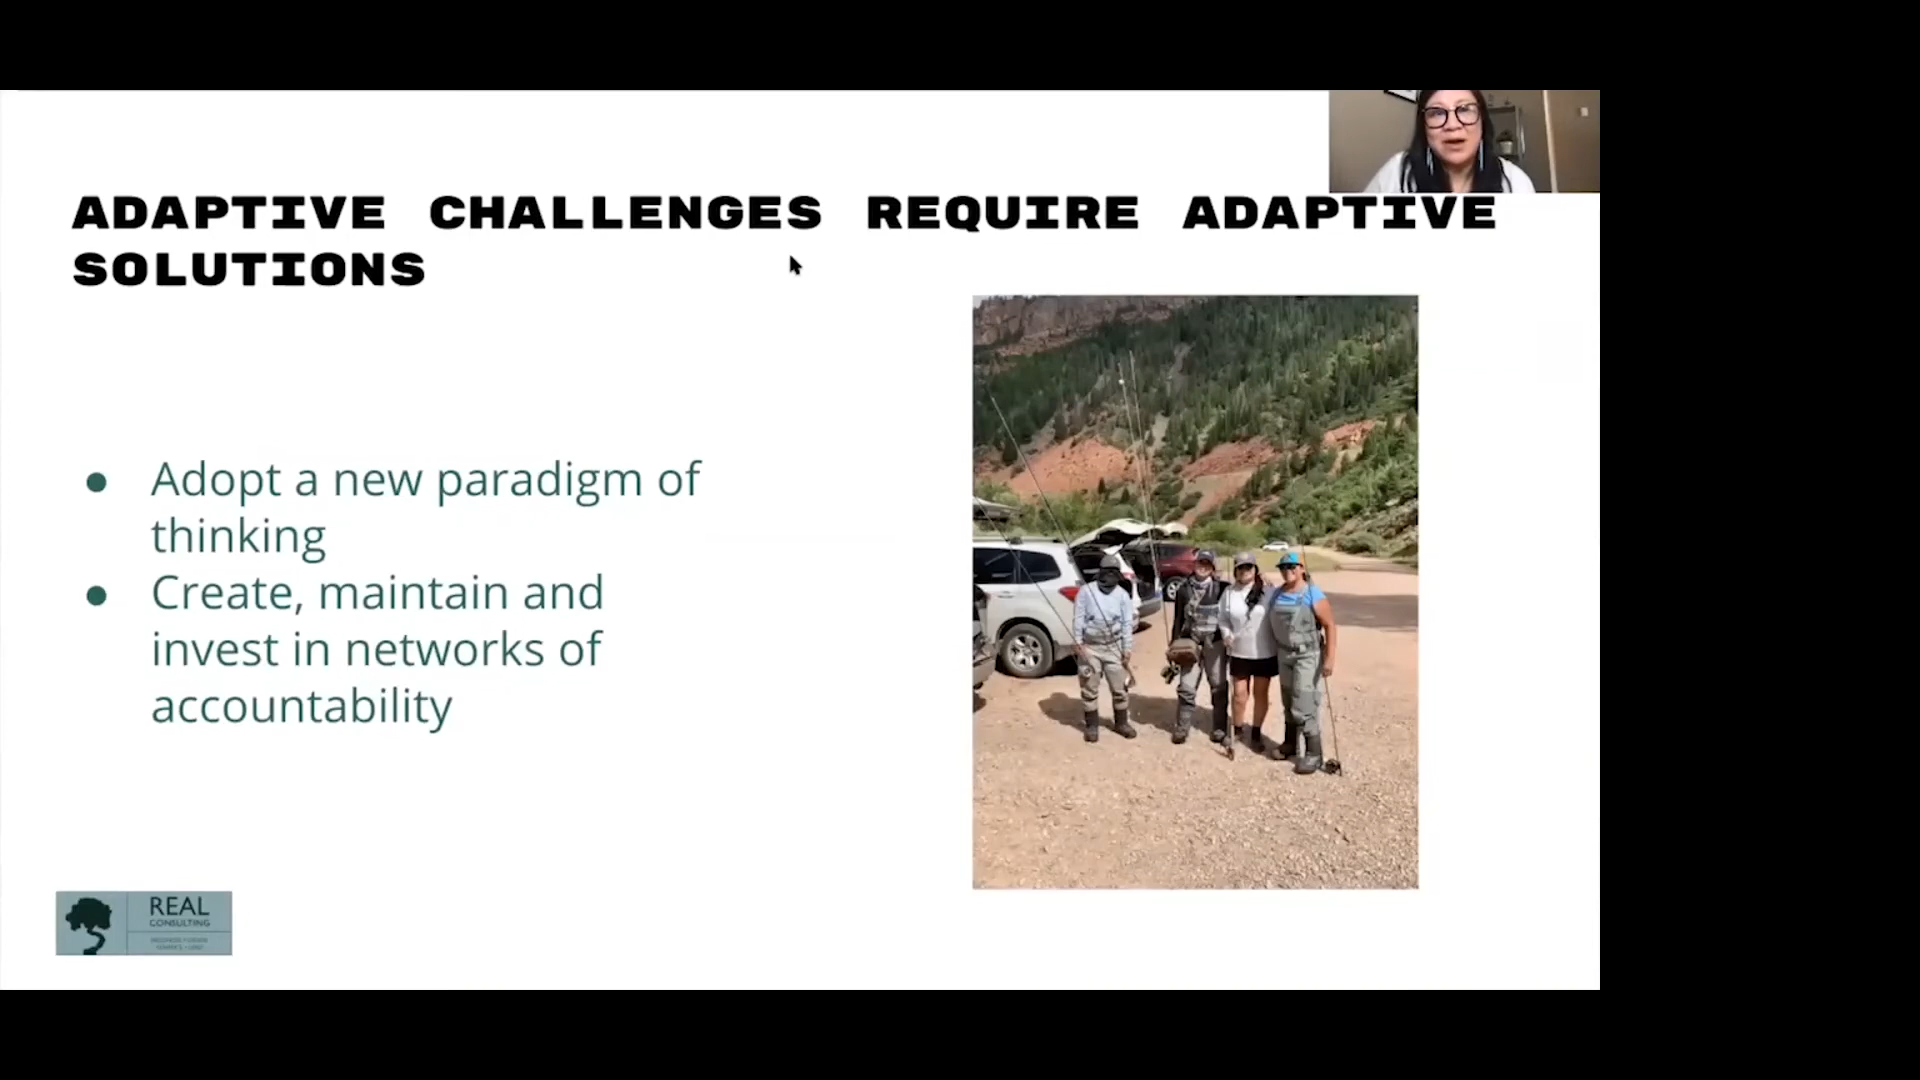 ADAPTIVE CHALLENGES REQUIRE ADAPTIVE
SOLUTIONS
● Adopt a new paradigm of
thinking
● Create, maintain and
invest in networks of
accountability
REAL
CONSULTING